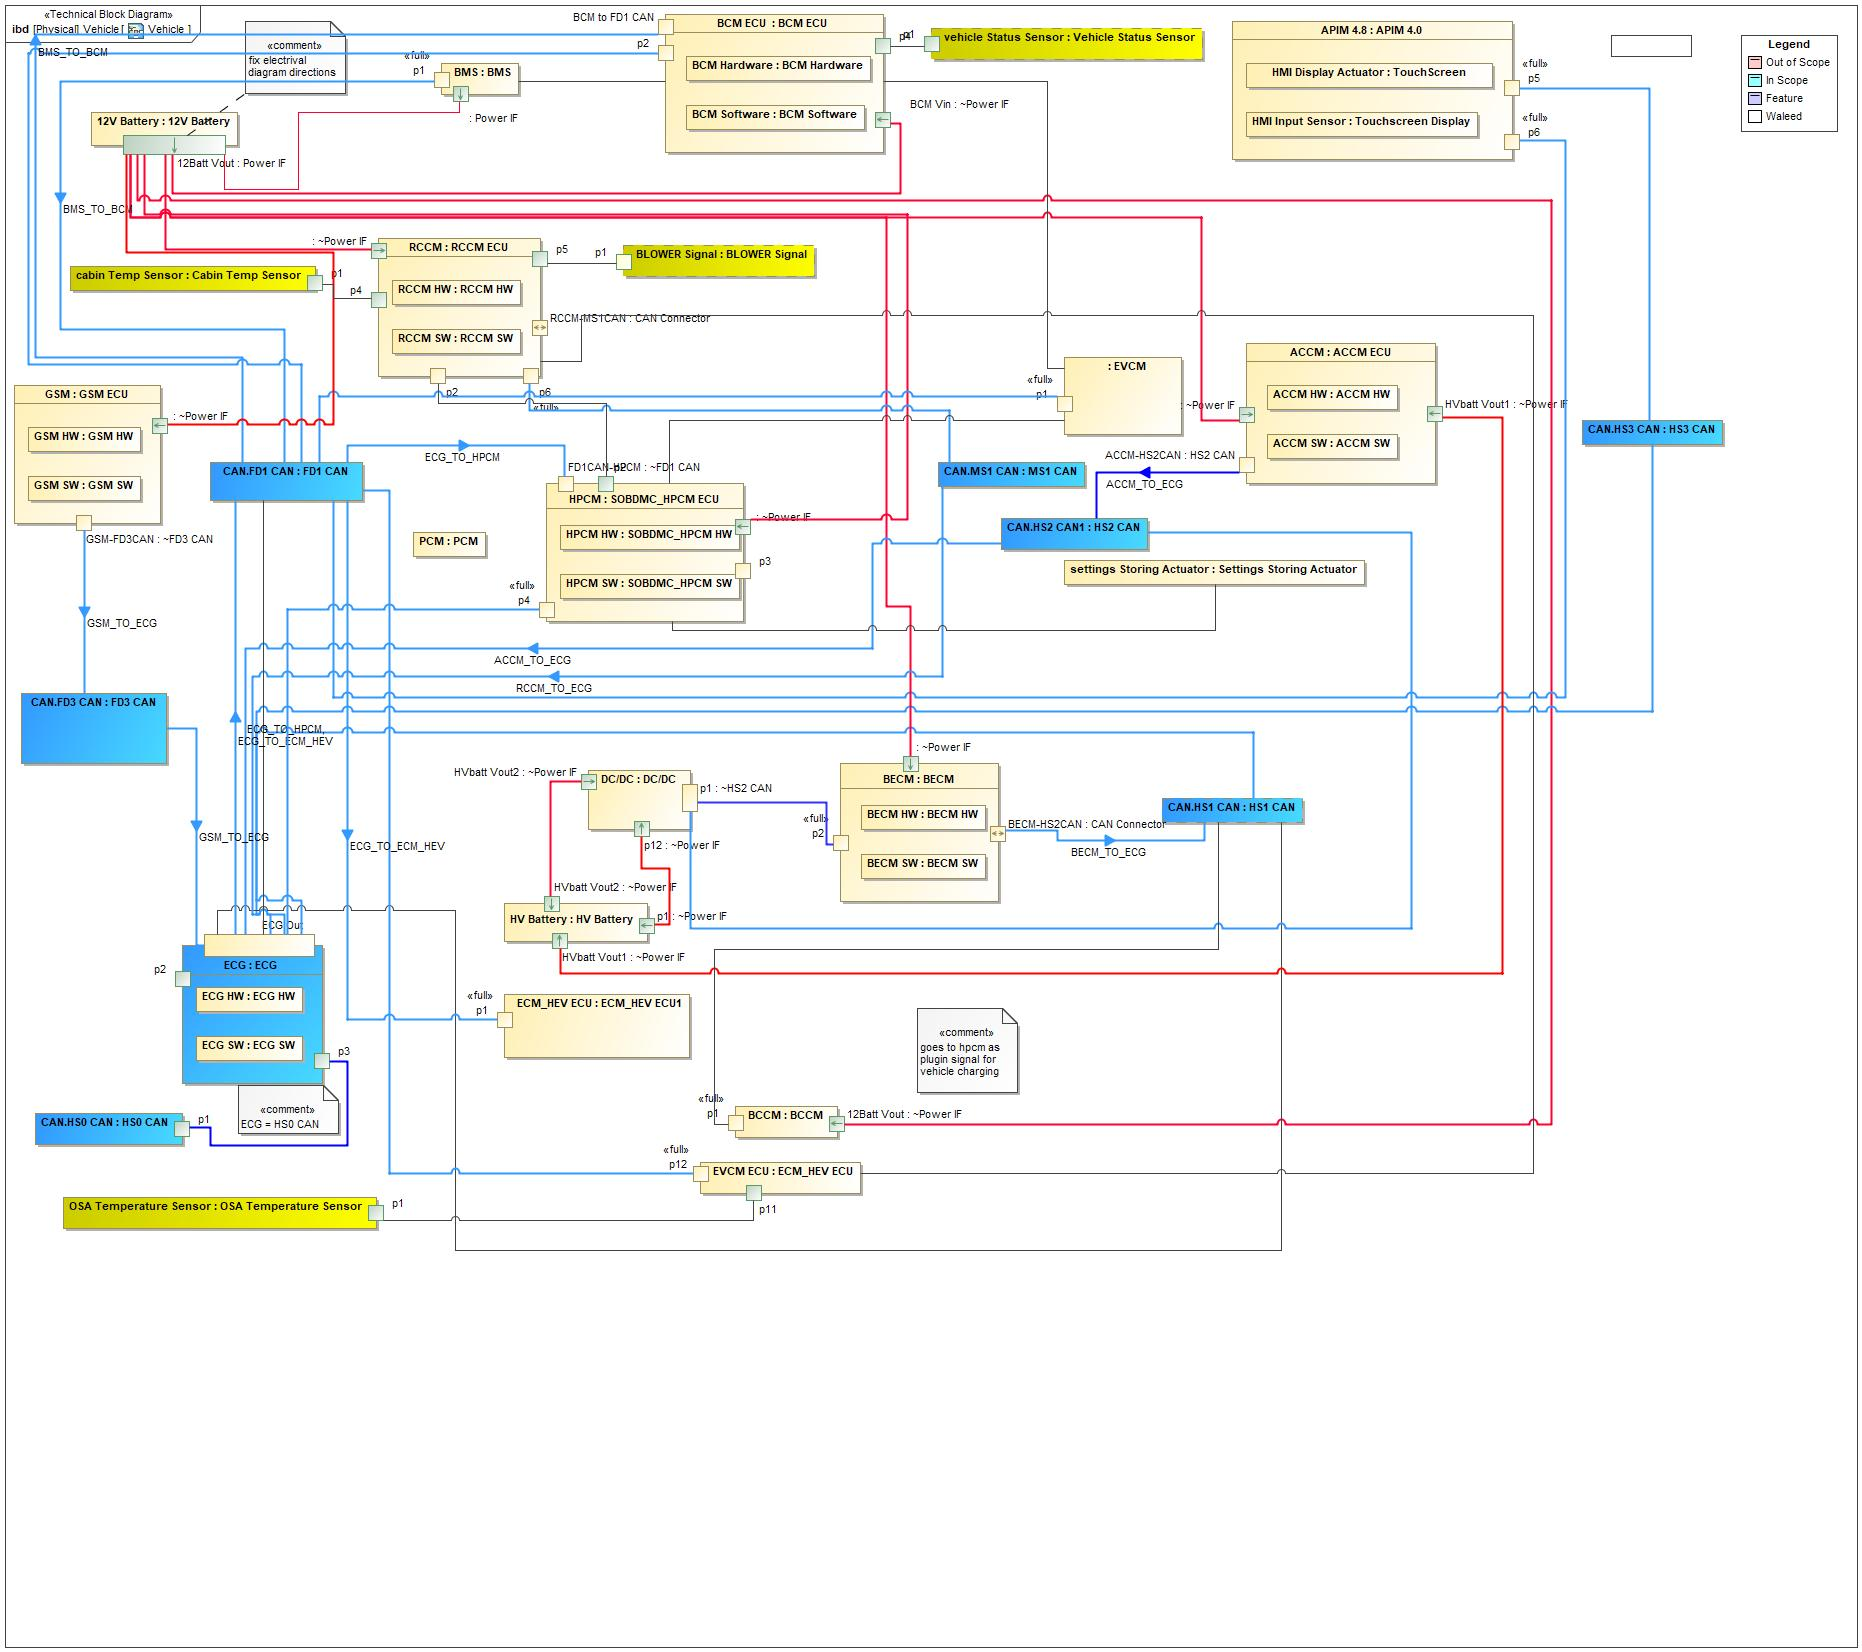 «Technical Block Diagram»
ibd [Physical] Vehicle [ Vehicle ]
BMS_TO_BCM
«comment»
fix electrival
diagram directions
«full»
p1
BMS : BMS
: Power IF
BCM to FD1 CAN
p2
BCM ECU : BCM ECU
BCM Hardware : BCM Hardware
BCM Software : BCM Software
p1
vehicle Status Sensor : Vehicle Status Sensor
BCM Vin : ~Power IF
APIM 4.8 : APIM 4.0
HMI Display Actuator : TouchScreen
HMI Input Sensor : Touchscreen Display
«full»
p5
«full»
p6
Legend
Out of Scope
In Scope
Feature
Waleed
12V Battery : 12V Battery
12Batt Vout : Power IF
BMS_TO_BCM
: ~Power IF
RCCM : RCCM ECU
RCCM HW : RCCM HW
RCCM SW : RCCM SW
p5
p1
BLOWER Signal : BLOWER Signal
cabin Temp Sensor : Cabin Temp Sensor
p1
p4
RCCM-MS1CAN : CAN Connector
p2
p6
«full»
«full»
p1
: EVCM
ACCM : ACCM ECU
ACCM HW : ACCM HW
ACCM SW : ACCM SW
: ~Power IF
HVbatt Vout1 : ~Power IF
ACCM-HS2CAN : HS2 CAN
ACCM_TO_ECG
CAN.HS3 CAN : HS3 CAN
GSM : GSM ECU
GSM HW : GSM HW
GSM SW : GSM SW
: ~Power IF
GSM-FD3CAN : ~FD3 CAN
CAN.FD1 CAN : FD1 CAN
ECG_TO_HPCM
FD1CAN-HPCM : ~FD1 CAN
p2
HPCM : SOBDMC_HPCM ECU
HPCM HW : SOBDMC_HPCM HW
HPCM SW : SOBDMC_HPCM SW
: ~Power IF
p3
«full»
p4
PCM : PCM
CAN.MS1 CAN : MS1 CAN
CAN.HS2 CAN1 : HS2 CAN
settings Storing Actuator : Settings Storing Actuator
GSM_TO_ECG
ACCM_TO_ECG
RCCM_TO_ECG
CAN.FD3 CAN : FD3 CAN
ECG_TO_HPCM,
ECG_TO_ECM_HEV
: ~Power IF
HVbatt Vout2 : ~Power IF
DC/DC : DC/DC
p1 : ~HS2 CAN
p12 : ~Power IF
«full»
p2
BECM : BECM
BECM HW : BECM HW
BECM SW : BECM SW
BECM-HS2CAN : CAN Connector
BECM_TO_ECG
CAN.HS1 CAN : HS1 CAN
GSM_TO_ECG
ECG_TO_ECM_HEV
HVbatt Vout2 : ~Power IF
HV Battery : HV Battery
p1 : ~Power IF
HVbatt Vout1 : ~Power IF
ECG Out
ECG : ECG
p2
ECG HW : ECG HW
ECG SW : ECG SW
p3
«full»
p1
ECM_HEV ECU : ECM_HEV ECU1
«comment»
goes to hpcm as
plugin signal for
vehicle charging
«comment»
ECG = HS0 CAN
CAN.HS0 CAN : HS0 CAN
p1
«full»
p1
BCCM : BCCM
12Batt Vout : ~Power IF
«full»
p12
EVCM ECU : ECM_HEV ECU
p11
OSA Temperature Sensor : OSA Temperature Sensor
p1